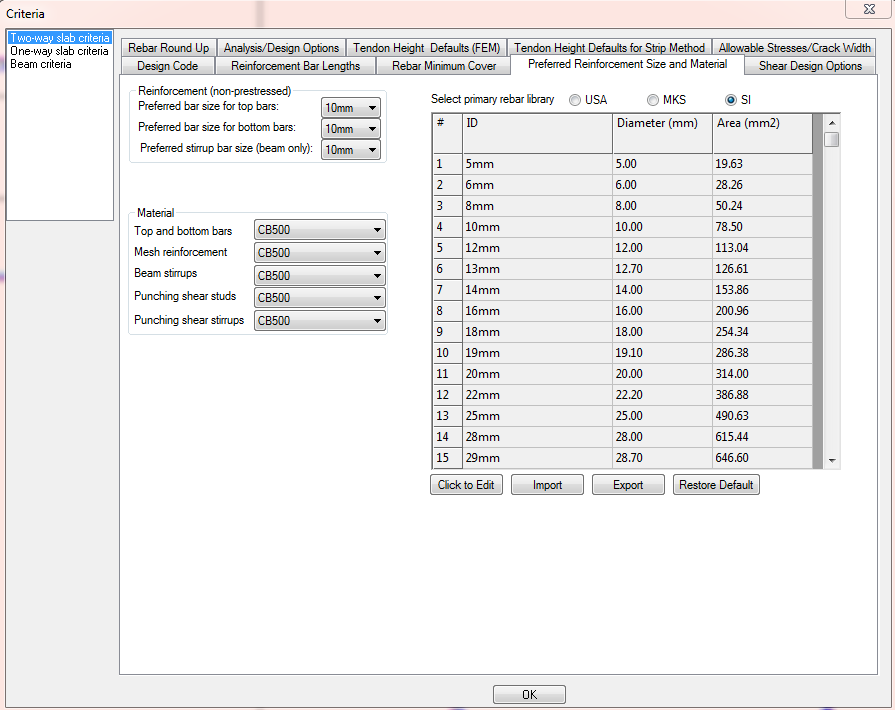 Criteria
Two-way slab criteria
One-way slab criteria
Beam criteria
Rebar Round Up Analysis/Design Options Tendon Height Defaults (FEM) Tendon Height Defaults for Strip Method Allowable Stresses/Crack Width
Design Code Reinforcement Bar Lengths Rebar Minimum Cover Preferred Reinforcement Size and Material Shear Design Options
Reinforcement (non-prestressed)
Preferred bar size for top bars: 10mm
Preferred bar size for bottom bars: 10mm
Preferred stirrup bar size (beam only): 10mm
Material
Top and bottom bars CB500
Mesh reinforcement CB500
Beam stirrups CB500
Punching shear studs CB500
Punching shear stirrups CB500
Select primary rebar library USA MKS SI
# ID Diameter (mm) Area (mm2)
1 5mm 5.00 19.63
2 6mm 6.00 28.26
3 8mm 8.00 50.24
4 10mm 10.00 78.50
5 12mm 12.00 113.04
6 13mm 12.70 126.61
7 14mm 14.00 153.86
8 16mm 16.00 200.96
9 18mm 18.00 254.34
10 19mm 19.10 286.38
11 20mm 20.00 314.00
12 22mm 22.20 386.88
13 25mm 25.00 490.63
14 28mm 28.00 615.44
15 29mm 28.70 646.60
Click to Edit Import Export Restore Default
OK